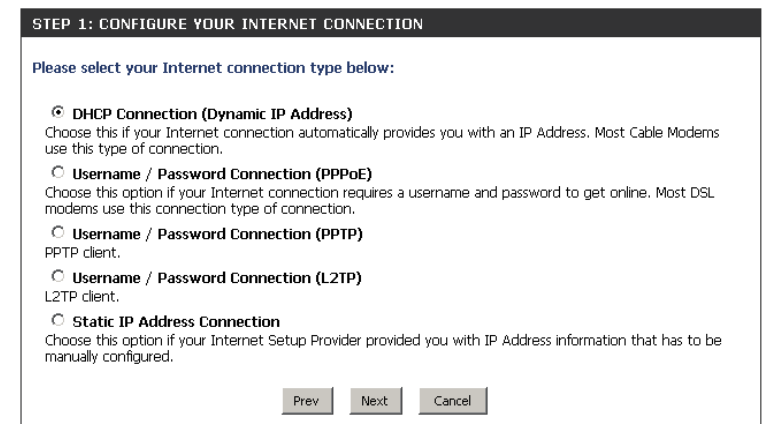 STEP 1: CONFIGURE YOUR INTERNET CONNECTION
Please select your Internet connection type below:
DHCP Connection (Dynamic IP Address)
Choose this if your Internet connection automatically provides you with an IP Address. Most Cable Modems
use this type of connection.
Username / Password Connection (PPPoE)
Choose this option if your Internet connection requires a username and password to get online. Most DSL
modems use this connection type of connection.
Username / Password Connection (PPTP)
PPTP client.
Username / Password Connection (L2TP)
L2TP client.
Static IP Address Connection
Choose this option if your Internet Setup Provider provided you with IP Address information that has to be
manually configured.
Prev Next Cancel